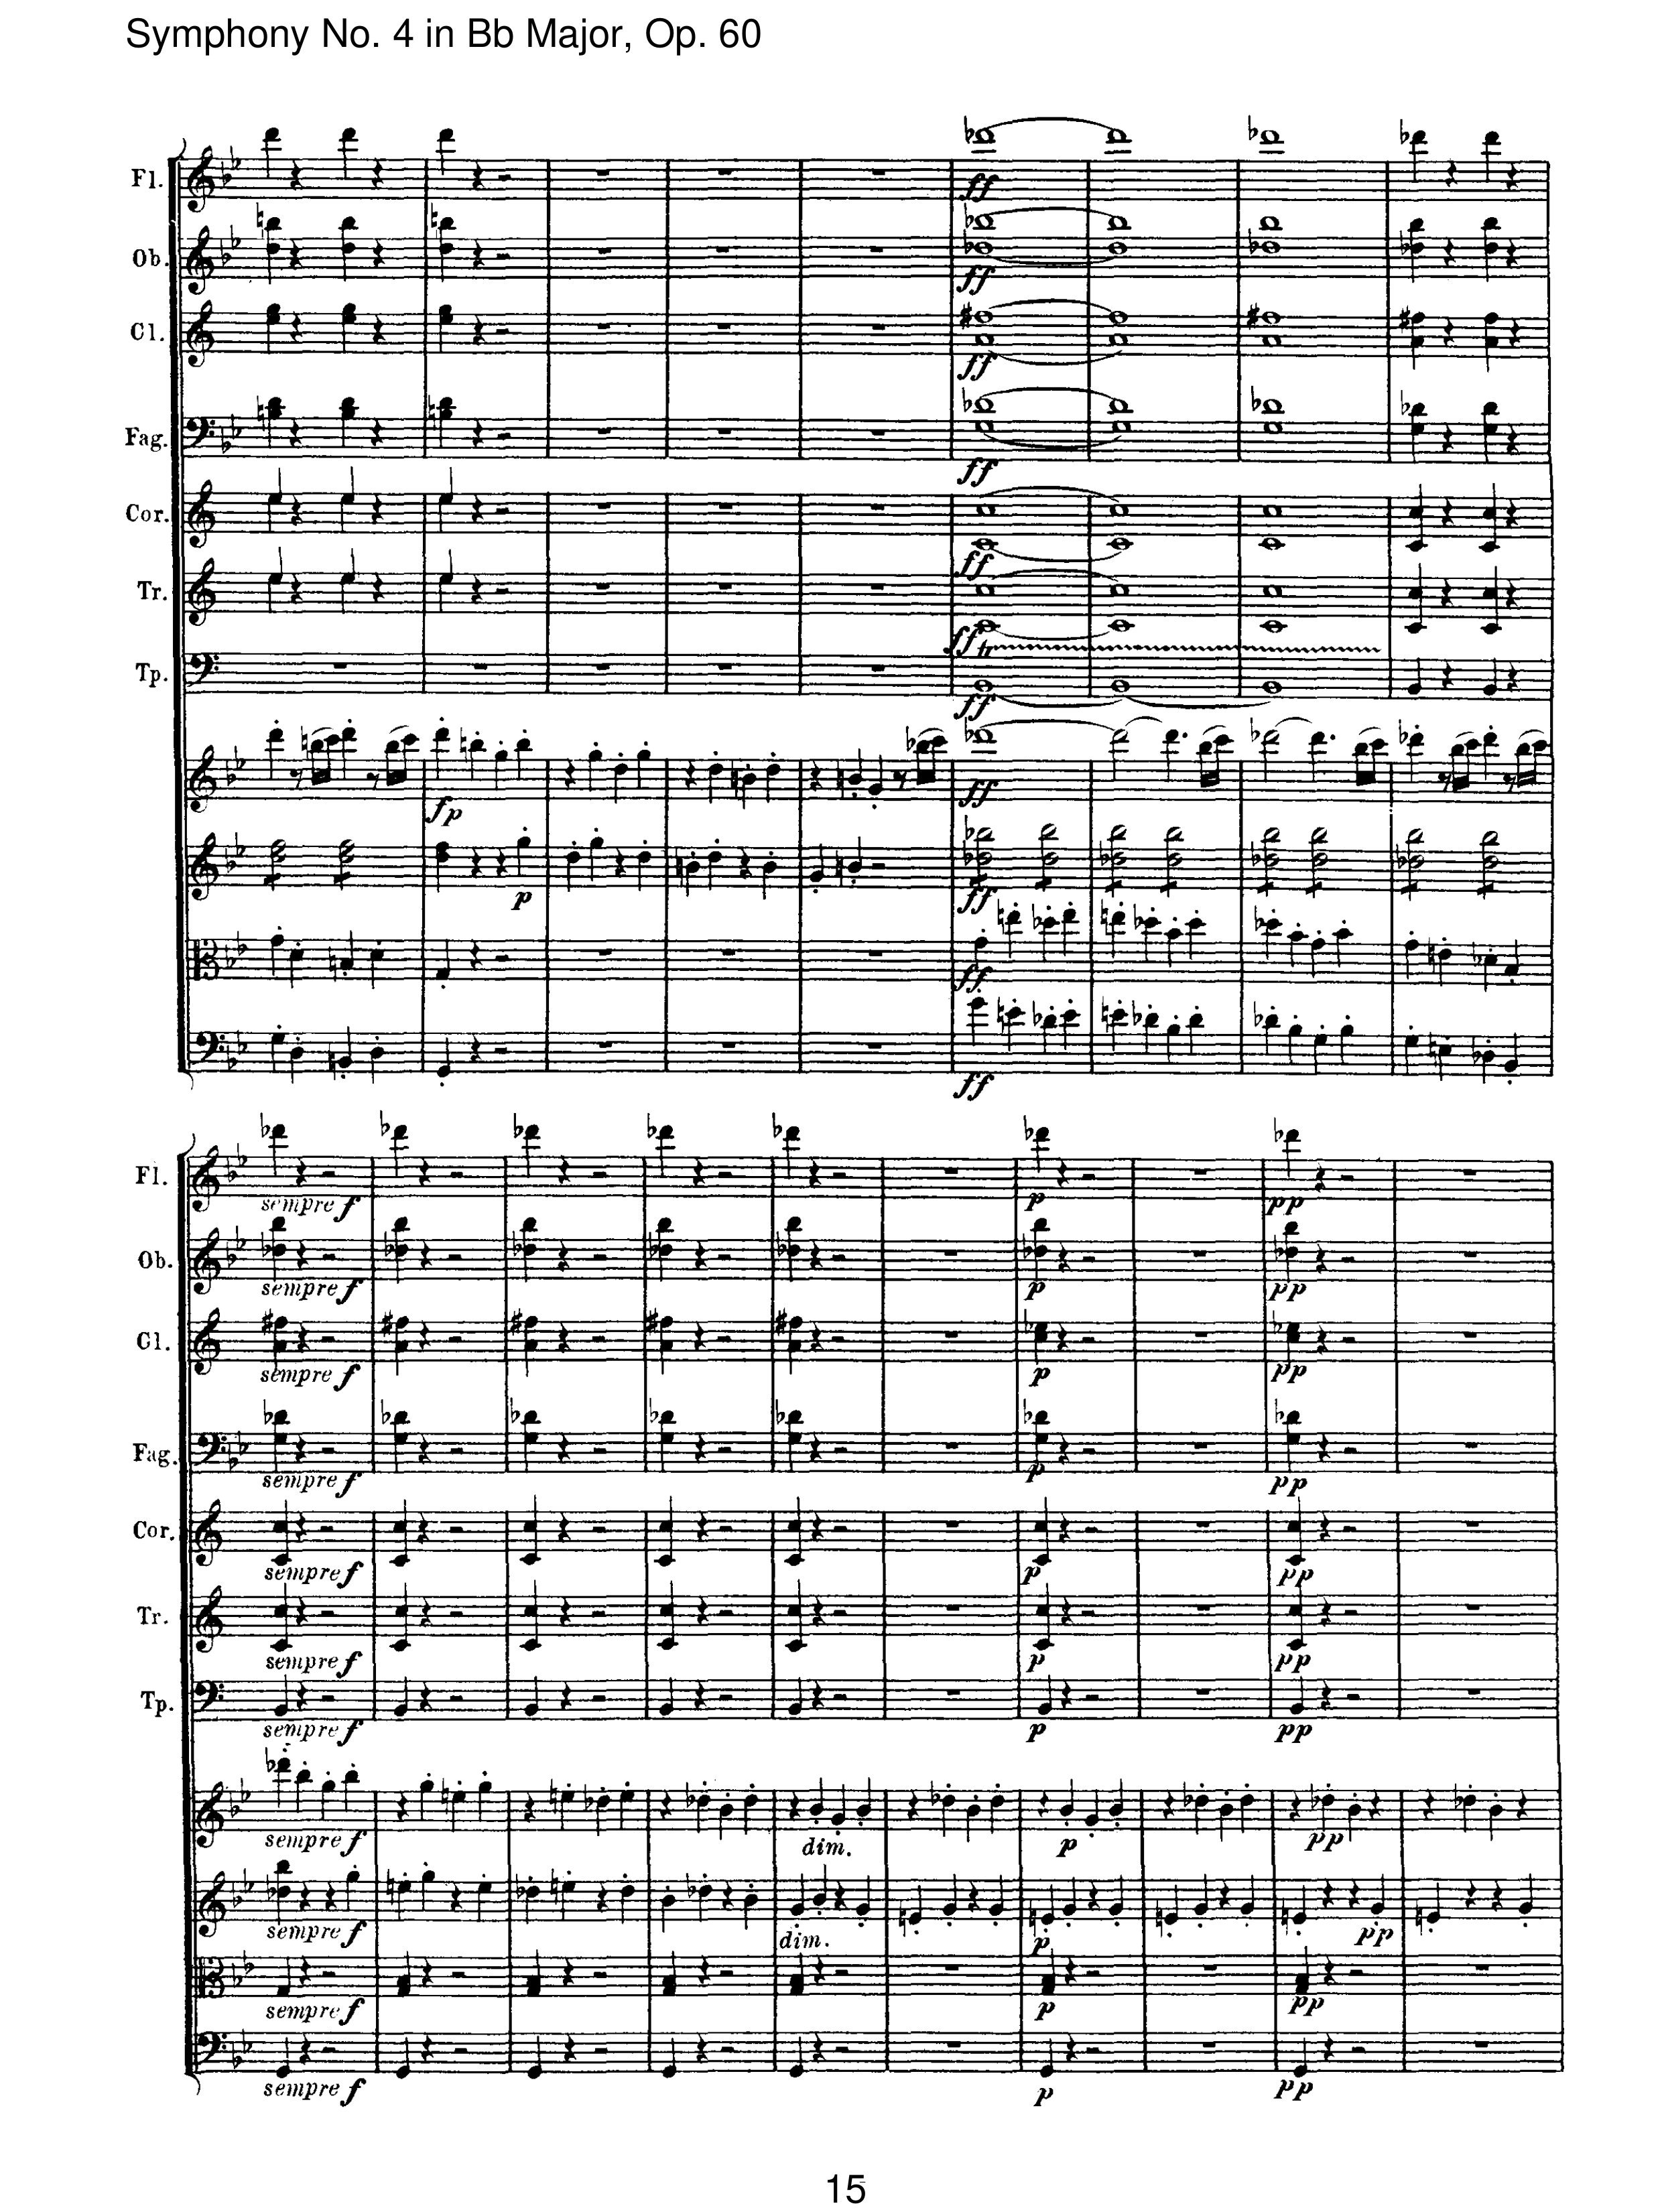 Symphony No. 4 in Bb Major, Op. 60
Fl.
ff
Ob.
ff
Cl.
ff
Fag.
ff
Cor.
ff
Tr.
ff tr
Tp.
ff
fp ff
p ff
ff
ff
Fl.
sempre f p pp
Ob.
sempre f p pp
Cl.
sempre f p pp
Fag.
sempre f p pp
Cor.
sempre f p pp
Tr.
sempre f p pp
Tp.
sempre f p pp
sempre f dim. p pp
sempre f dim. p pp
sempre f p pp
sempre f p pp
15